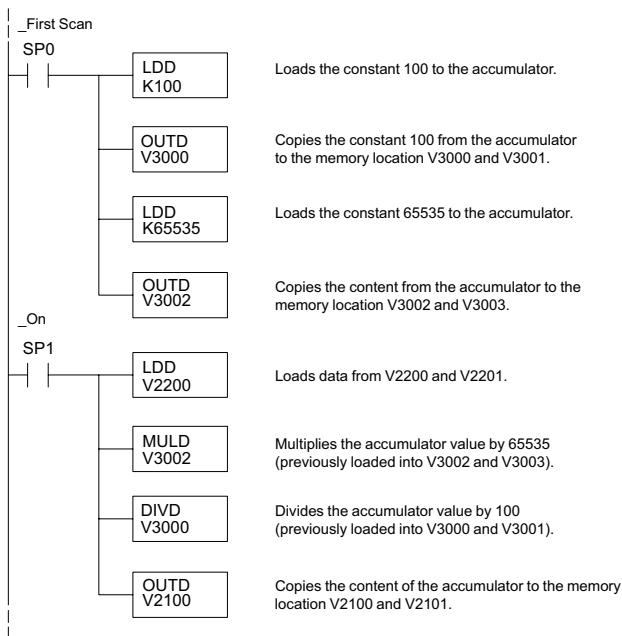 _First Scan
SP0
LDD
K100
Loads the constant 100 to the accumulator.
OUTD
V3000
Copies the constant 100 from the accumulator
to the memory location V3000 and V3001.
LDD
K65535
Loads the constant 65535 to the accumulator.
OUTD
V3002
Copies the content from the accumulator to the
memory location V3002 and V3003.
_On
SP1
LDD
V2200
Loads data from V2200 and V2201.
MULD
V3002
Multiplies the accumulator value by 65535
(previously loaded into V3002 and V3003).
DIVD
V3000
Divides the accumulator value by 100
(previously loaded into V3000 and V3001).
OUTD
V2100
Copies the content of the accumulator to the memory
location V2100 and V2101.